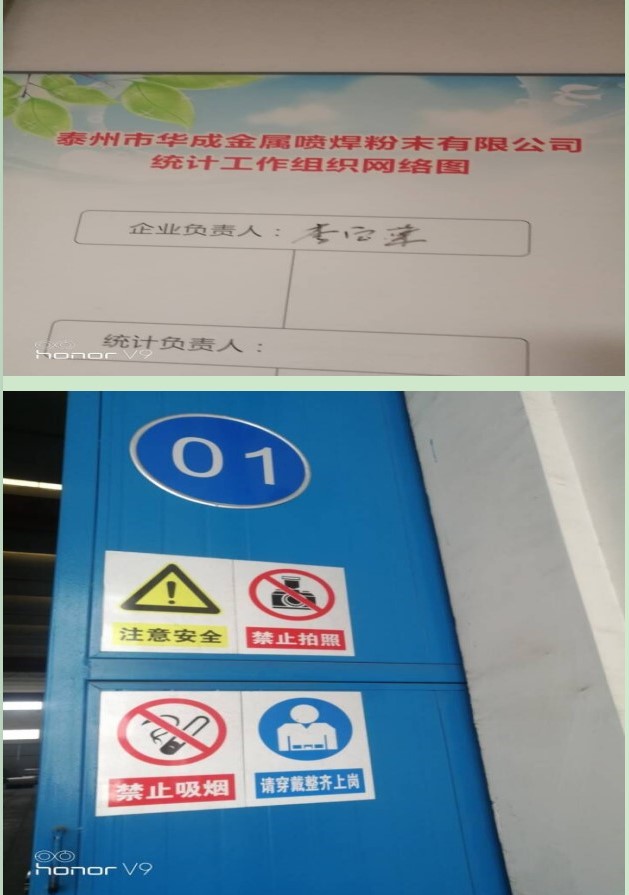 泰州市华成金属喷焊粉末有限公司
统计工作组织网络图
企业负责人：
统计负责人：
honor V9
01
注意安全
禁止拍照
禁止吸烟
请穿戴整齐上岗
honor V9